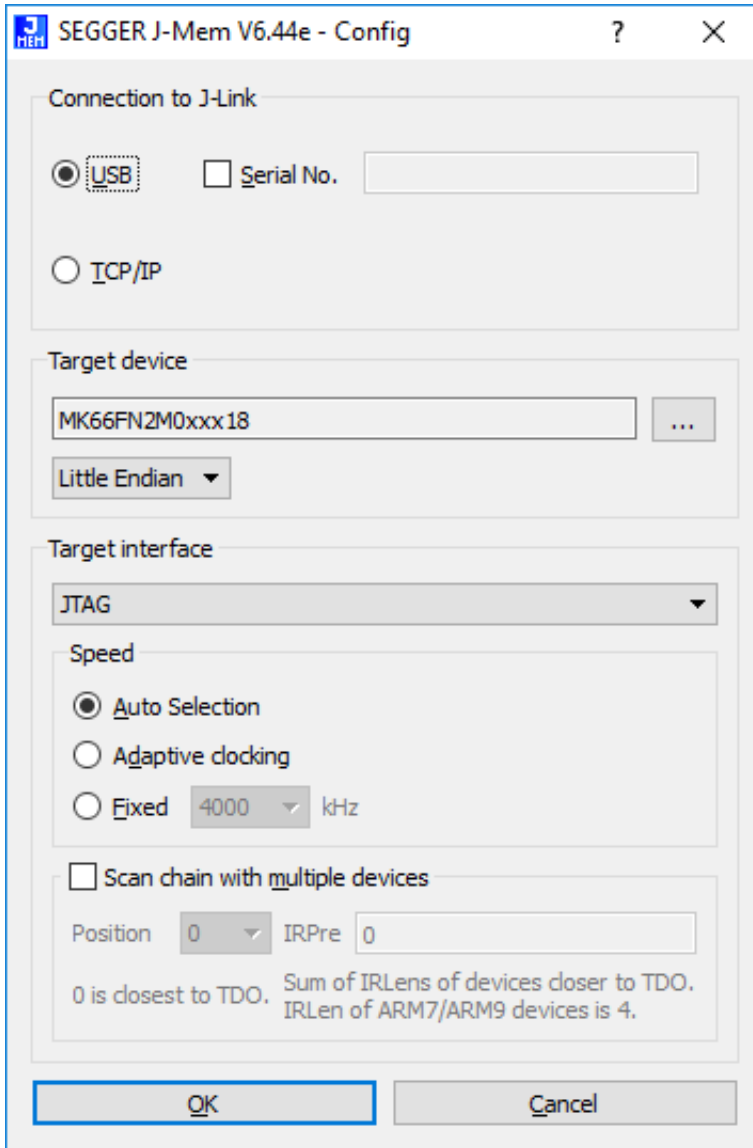 J MEM SEGGER J-Mem V6.44e - Config ?
Connection to J-Link
USB Serial No.
TCP/IP
Target device
MK66FN2M0xxx18 ...
Little Endian
Target interface
JTAG
Speed
Auto Selection
Adaptive clocking
Fixed 4000 kHz
Scan chain with multiple devices
Position 0 IRPre 0
0 is closest to TDO. Sum of IRLens of devices closer to TDO.
IRLen of ARM7/ARM9 devices is 4.
OK Cancel